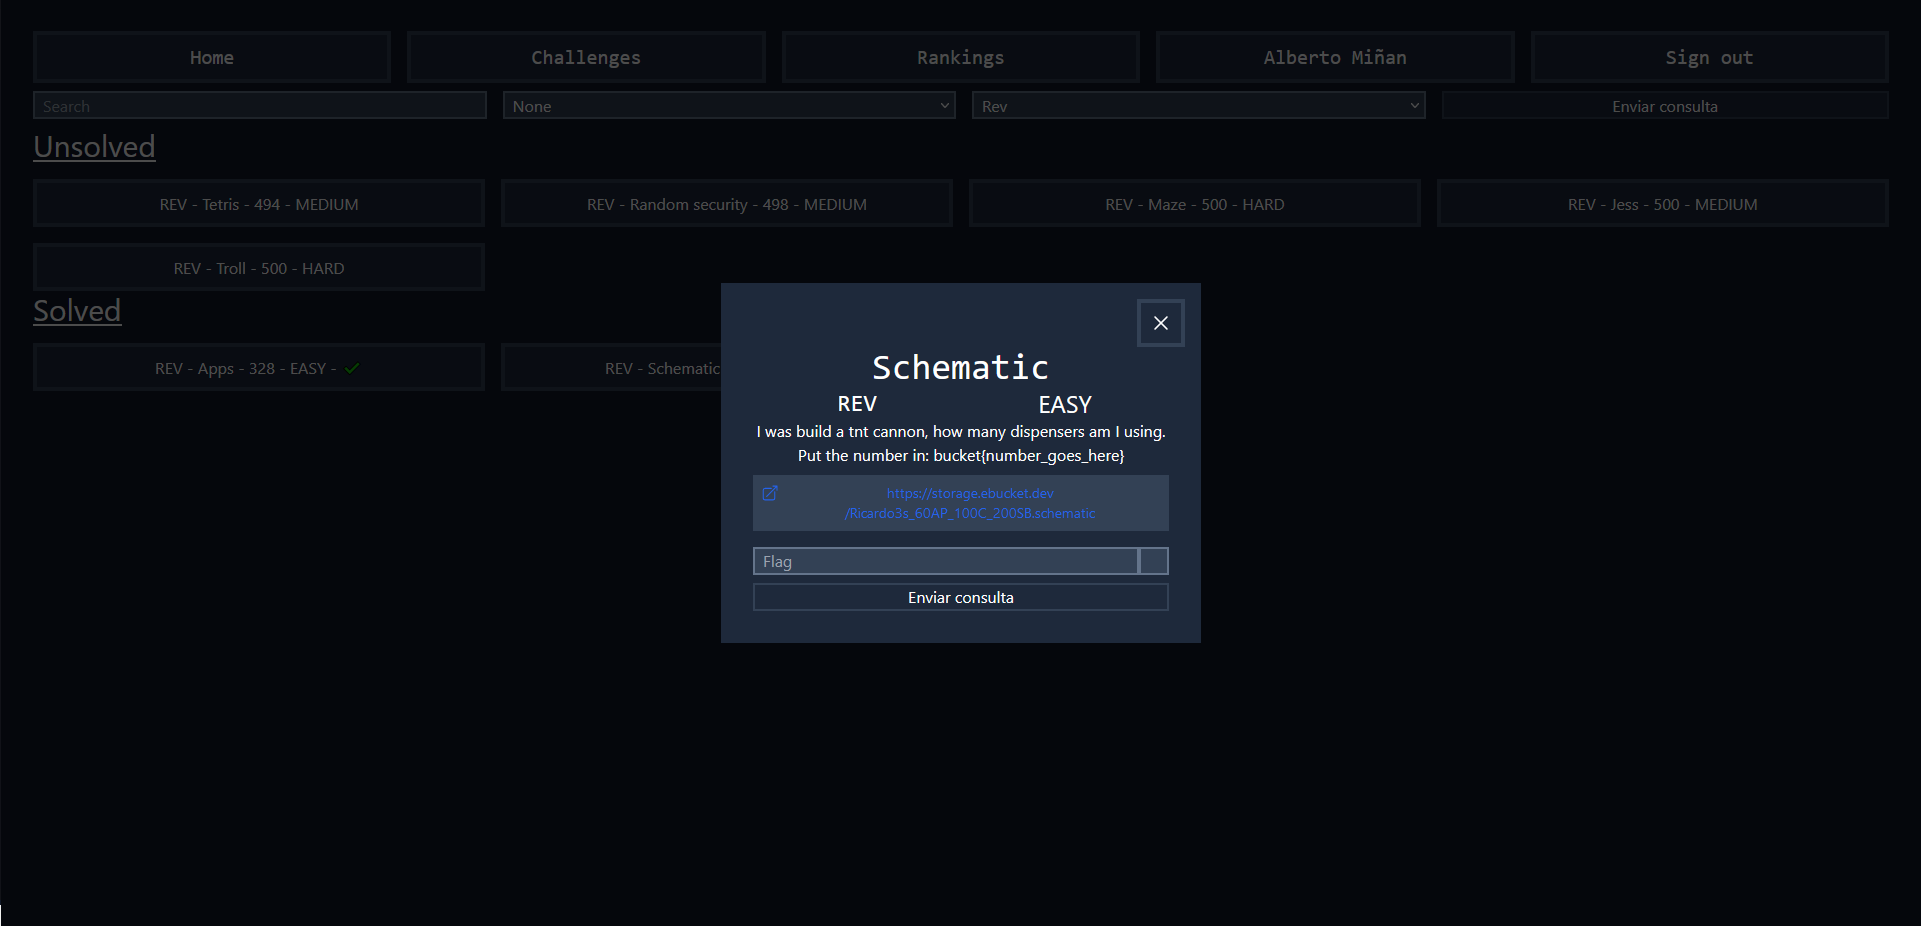 Home
Challenges
Rankings
Alberto Miñan
Sign out
Search
None
Rev
Enviar consulta
Unsolved
REV - Tetris - 494 - MEDIUM
REV - Random security - 498 - MEDIUM
REV - Maze - 500 - HARD
REV - Jess - 500 - MEDIUM
REV - Troll - 500 - HARD
Solved
REV - Apps - 328 - EASY -
REV - Schematic
Schematic
REV
EASY
I was build a tnt cannon, how many dispensers am I using.
Put the number in: bucket{number_goes_here}
https://storage.ebucket.dev
/Ricardo3s_60AP_100C_200SB.schematic
Flag
Enviar consulta